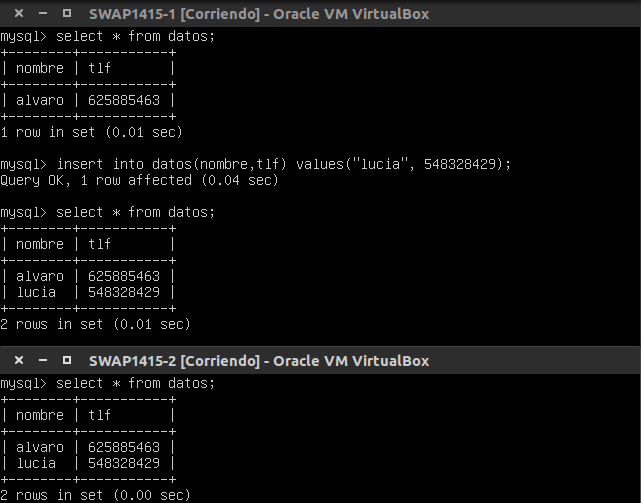 SWAP1415-1 [Corriendo] - Oracle VM VirtualBox
mysql> select * from datos;
+--------+-----------+
| nombre | tlf       |
+--------+-----------+
| alvaro | 625885463 |
+--------+-----------+
1 row in set (0.01 sec)
mysql> insert into datos(nombre,tlf) values("lucia", 548328429);
Query OK, 1 row affected (0.04 sec)
mysql> select * from datos;
+--------+-----------+
| nombre | tlf       |
+--------+-----------+
| alvaro | 625885463 |
| lucia  | 548328429 |
+--------+-----------+
2 rows in set (0.01 sec)
SWAP1415-2 [Corriendo] - Oracle VM VirtualBox
mysql> select * from datos;
+--------+-----------+
| nombre | tlf       |
+--------+-----------+
| alvaro | 625885463 |
| lucia  | 548328429 |
+--------+-----------+
2 rows in set (0.00 sec)